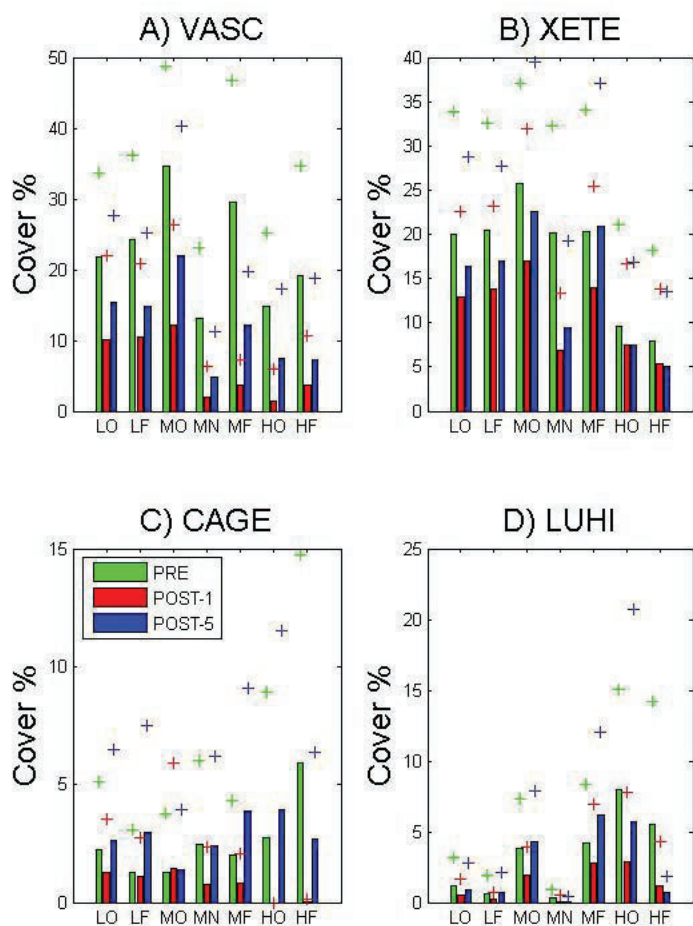 A) VASC
B) XETE
Cover %
50
40
30
20
10
0
LO LF MO MN MF HO HF
Cover %
40
35
30
25
20
15
10
5
0
LO LF MO MN MF HO HF
C) CAGE
D) LUHI
Cover %
15
10
5
0
PRE
POST-1
POST-5
LO LF MO MN MF HO HF
Cover %
25
20
15
10
5
0
LO LF MO MN MF HO HF